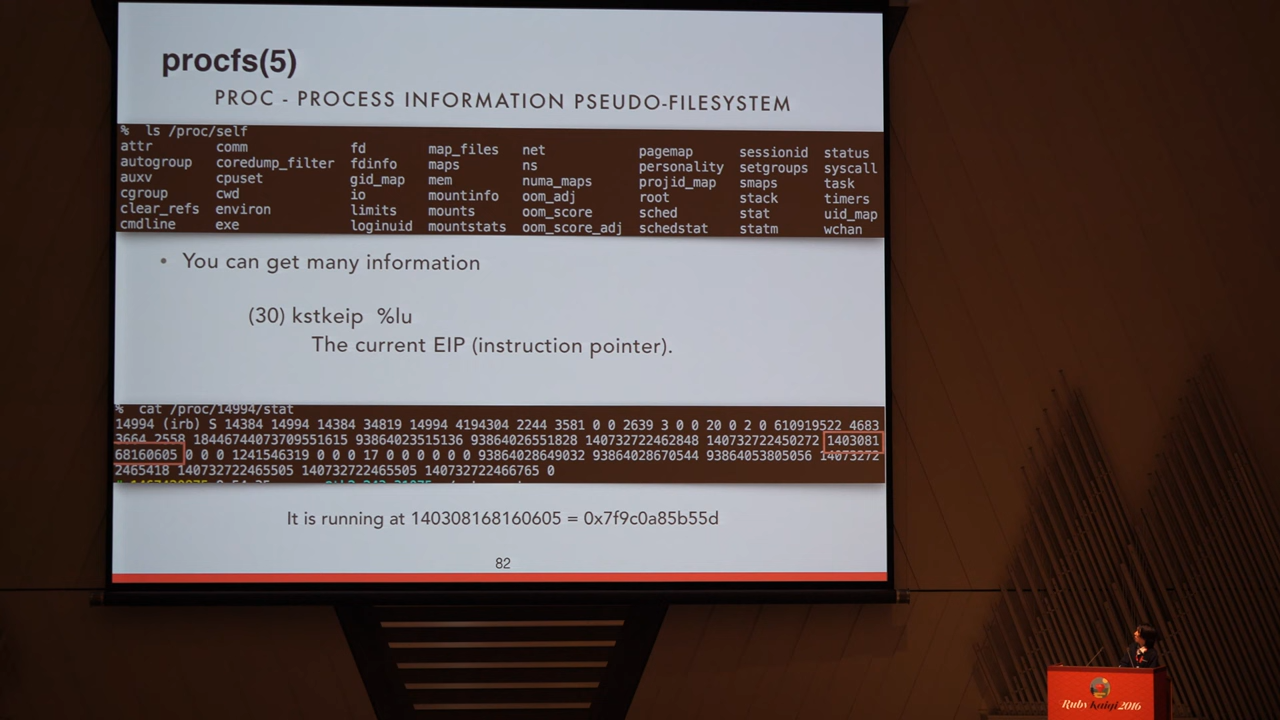 procfs(5)
PROC - PROCESS INFORMATION PSEUDO-FILESYSTEM
% ls /proc/self
attr comm fd map_files net pagemap sessionid status
autogroup coredump_filter fdinfo maps ns personality setgroups syscall
auxv cpuset gid_map mem numa_maps projid_map smaps task
cgroup cwd io mountinfo oom_adj root stack timers
clear_refs environ limits mounts oom_score sched stat uid_map
cmdline exe loginuid mountstats oom_score_adj schedstat statm wchan
• You can get many information
(30) kstkeip %lu
The current EIP (instruction pointer).
% cat /proc/14994/stat
14994 (irb) S 14384 14994 14384 34819 14994 4194304 2244 3581 0 0 2639 3 0 0 20 0 2 0 610919522 4683
3664 2558 18446744073709551615 93864023515136 93864026551828 140732722462848 140732722450272 1403081
68160605 0 0 0 1241546319 0 0 0 17 0 0 0 0 0 0 93864028649032 93864028670544 93864053805056 14073272
2465418 140732722465505 140732722465505 140732722466765 0
It is running at 140308168160605 = 0x7f9c0a85b55d
82
RubyKaigi2016